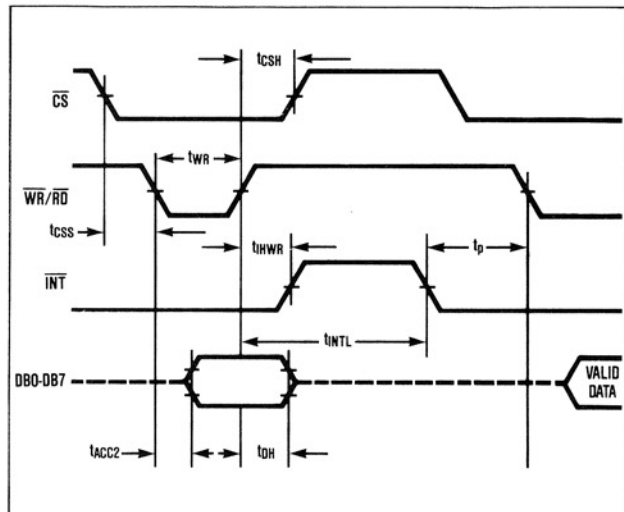 tCSH
CS
tWR
WR/RD
tCSS
tIHWR
tp
INT
tINTL
DB0-DB7
VALID
DATA
tACC2
tDH